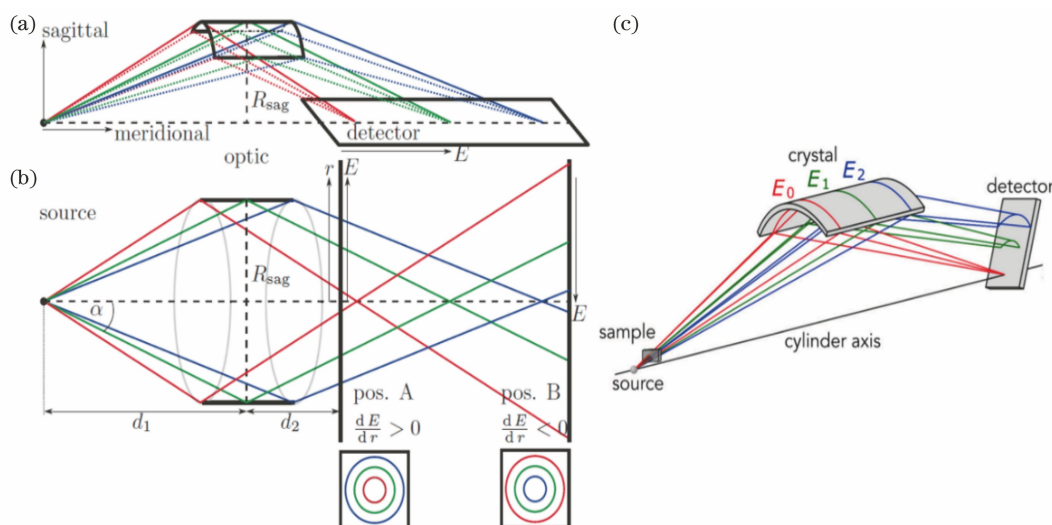 (a)
sagittal
R_sag
meridional
detector
E
optic
(b)
source
r
E
R_sag
α
E
pos. A
pos. B
d_1
d_2
dE/dr > 0
dE/dr < 0
(c)
crystal
E_0
E_1
E_2
detector
sample
cylinder axis
source